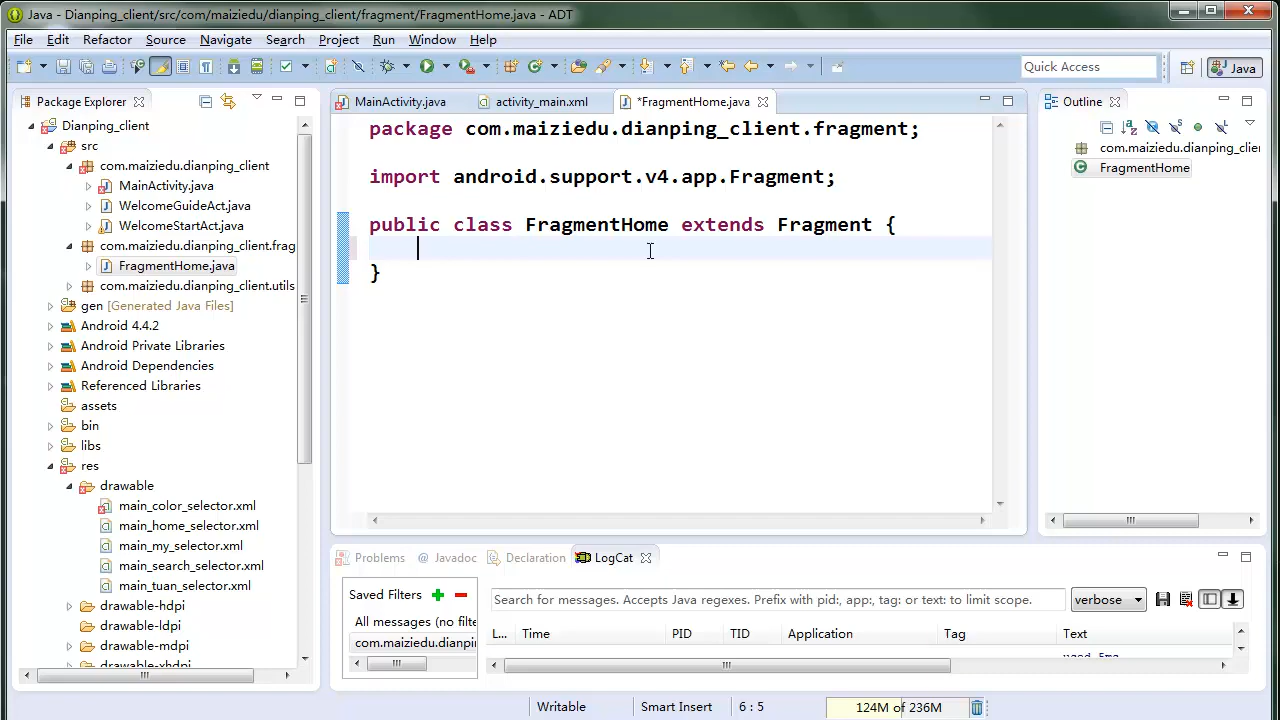 Java - Dianping_client/src/com/maiziedu/dianping_client/fragment/FragmentHome.java - ADT
File Edit Refactor Source Navigate Search Project Run Window Help
Quick Access
Java
Package Explorer
MainActivity.java
activity_main.xml
*FragmentHome.java
Outline
Dianping_client
src
com.maiziedu.dianping_client
MainActivity.java
WelcomeGuideAct.java
WelcomeStartAct.java
com.maiziedu.dianping_client.frag
FragmentHome.java
com.maiziedu.dianping_client.utils
gen [Generated Java Files]
Android 4.4.2
Android Private Libraries
Android Dependencies
Referenced Libraries
assets
bin
libs
res
drawable
main_color_selector.xml
main_home_selector.xml
main_my_selector.xml
main_search_selector.xml
main_tuan_selector.xml
drawable-hdpi
drawable-ldpi
drawable-mdpi
drawable-xhdpi
package com.maiziedu.dianping_client.fragment;
import android.support.v4.app.Fragment;
public class FragmentHome extends Fragment {
}
com.maiziedu.dianping_clie
FragmentHome
Problems
@ Javadoc
Declaration
LogCat
Saved Filters
All messages (no filte
com.maiziedu.dianpin
Search for messages. Accepts Java regexes. Prefix with pid:, app:, tag: or text: to limit scope.
verbose
L... Time PID TID Application Tag Text
Writable
Smart Insert
6 : 5
124M of 236M